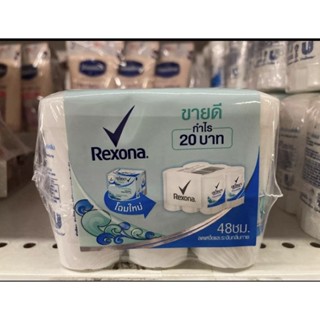 Rexona.
ขายดี
กำไร
20 บาท
โฉมใหม่
48ชม.